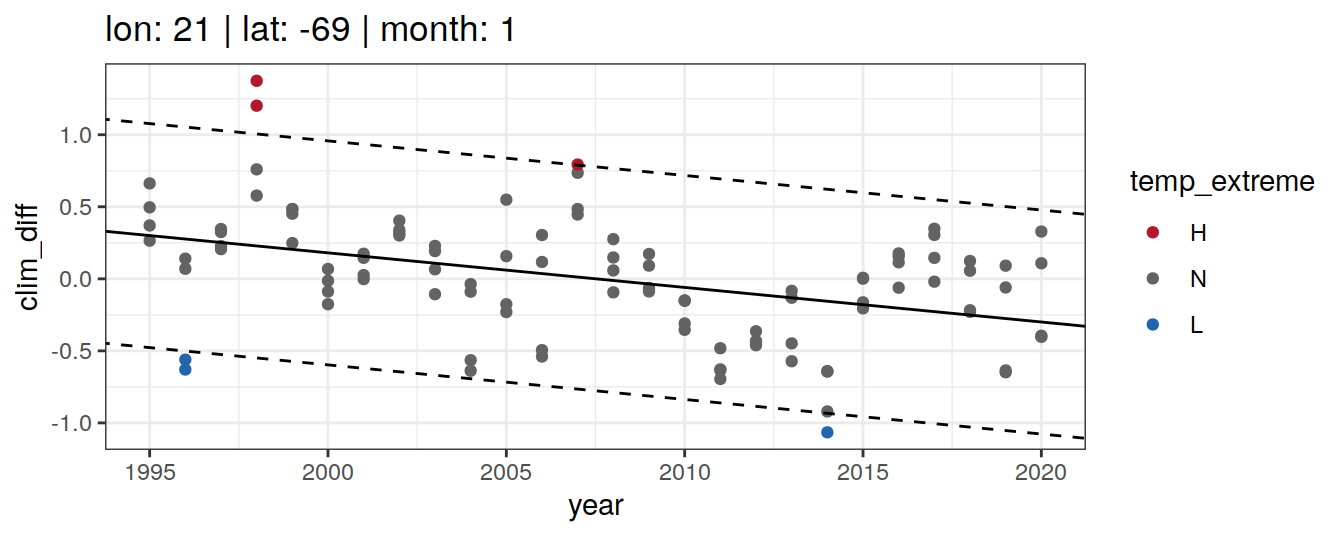 lon: 21 | lat: -69 | month: 1
clim_diff
1.0
0.5
0.0
-0.5
-1.0
1995 2000 2005 2010 2015 2020
year
temp_extreme
H
N
L